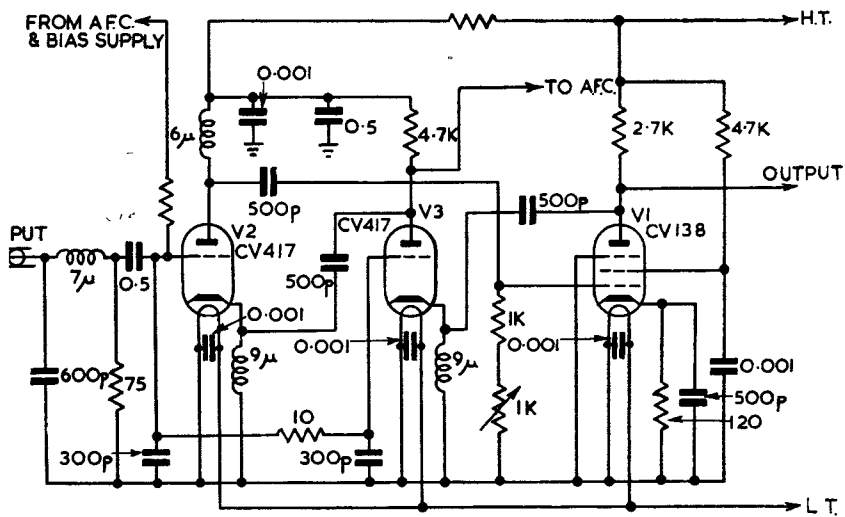 FROM A.F.C.
& BIAS SUPPLY
H.T.
0·001
TO A.F.C.
6μ
0·5
4·7K
2·7K
4·7K
OUTPUT
500p
500p
V2
CV417
V3
CV417
V1
CV138
PUT
7μ
0·5
500p
0·001
1K
0·001
0·001
9μ
9μ
0·001
600p
75
1K
500p
120
10
300p
300p
L T.